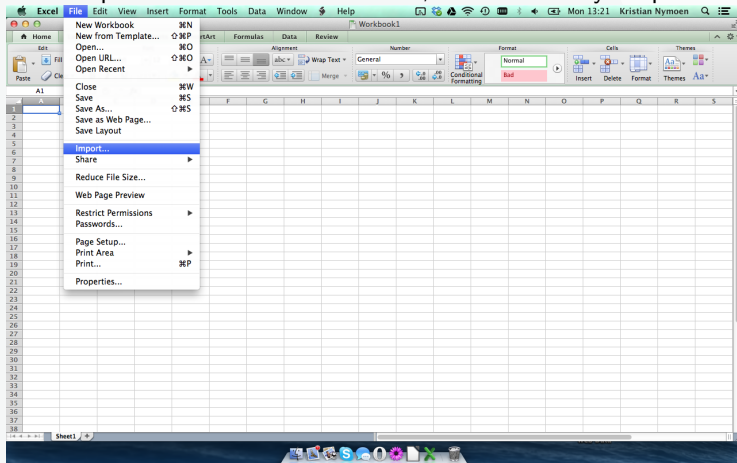 Excel File Edit View Insert Format Tools Data Window Help Mon 13:21 Kristian Nymoen
Workbook1
Home Formulas Data Review
Edit Alignment Number Format Cells Themes
Paste Fill abc Wrap Text General Normal
Merge % Conditional Formatting Bad Insert Delete Format Themes Aa
A1
A F G H I J K L M N O P Q R S
New Workbook ⌘N
New from Template... ⇧⌘P
Open... ⌘O
Open URL... ⇧⌘O
Open Recent
Close ⌘W
Save ⌘S
Save As... ⇧⌘S
Save as Web Page...
Save Layout
Import...
Share
Reduce File Size...
Web Page Preview
Restrict Permissions
Passwords...
Page Setup...
Print Area
Print... ⌘P
Properties...
1
2
3
4
5
6
7
8
9
10
11
12
13
14
15
16
17
18
19
20
21
22
23
24
25
26
27
28
29
30
31
32
33
34
35
36
37
38
Sheet1